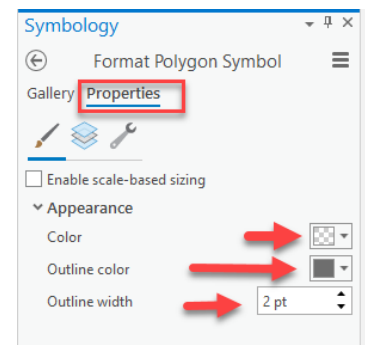 Symbology
Format Polygon Symbol
Gallery Properties
Enable scale-based sizing
Appearance
Color
Outline color
Outline width 2 pt